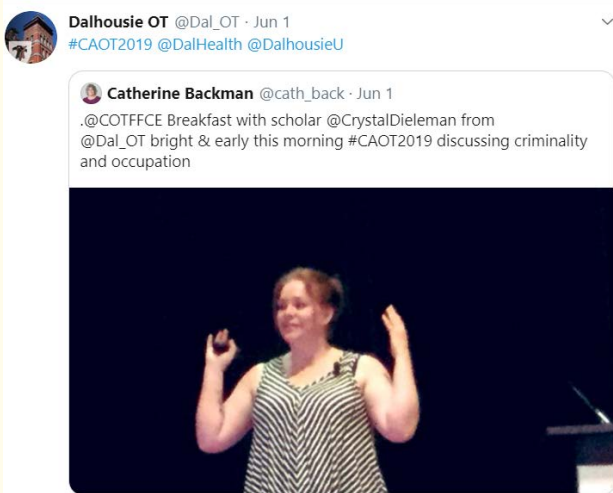 Dalhousie OT @Dal_OT · Jun 1
#CAOT2019 @DalHealth @DalhousieU
Catherine Backman @cath_back · Jun 1
.@COTFFCE Breakfast with scholar @CrystalDieleman from
@Dal_OT bright & early this morning #CAOT2019 discussing criminality
and occupation